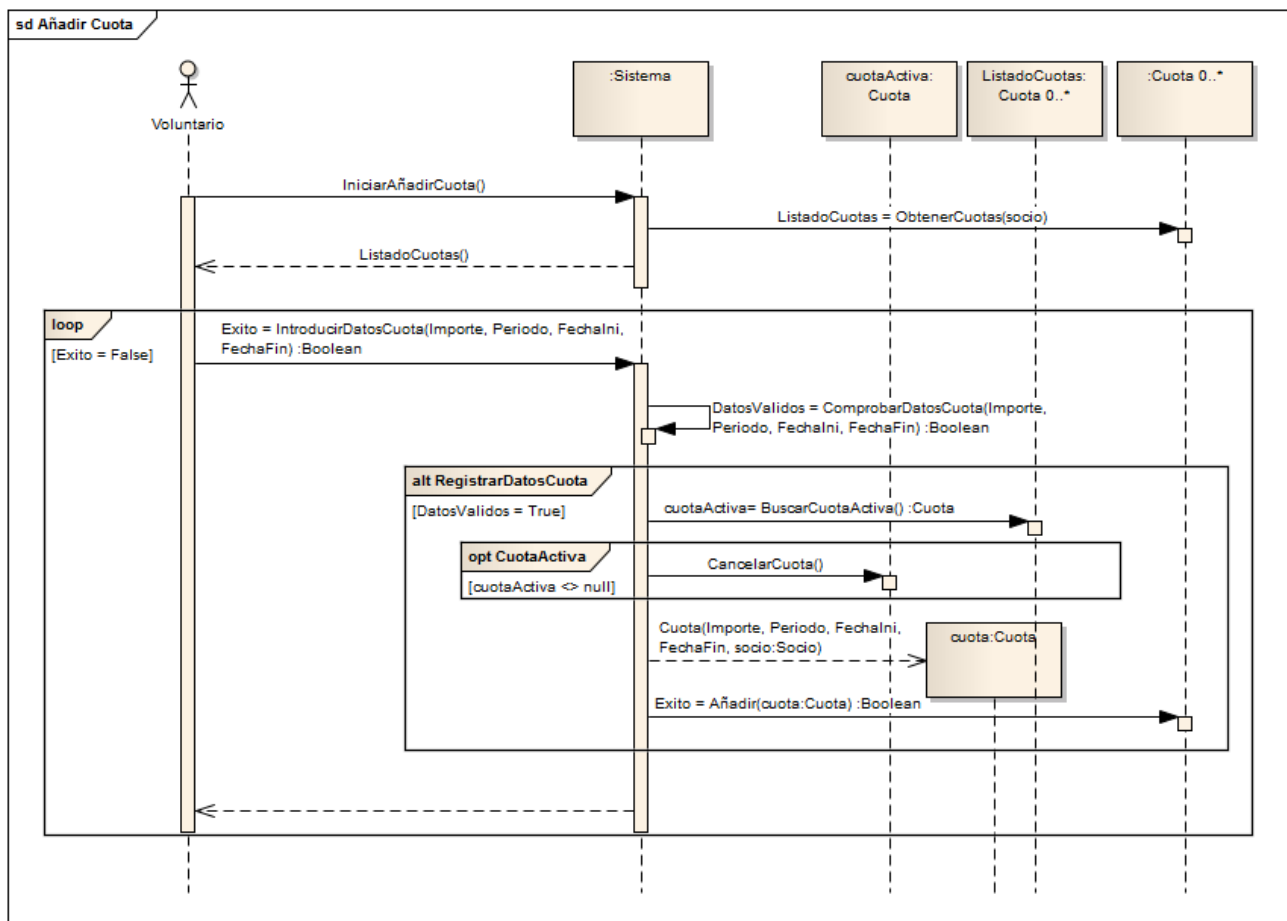 sd Añadir Cuota
Voluntario
:Sistema
cuotaActiva:
Cuota
ListadoCuotas:
Cuota 0..*
:Cuota 0..*
IniciarAñadirCuota()
ListadoCuotas = ObtenerCuotas(socio)
ListadoCuotas()
loop
[Exito = False]
Exito = IntroducirDatosCuota(Importe, Periodo, FechaIni,
FechaFin) :Boolean
DatosValidos = ComprobarDatosCuota(Importe,
Periodo, FechaIni, FechaFin) :Boolean
alt RegistrarDatosCuota
[DatosValidos = True]
cuotaActiva= BuscarCuotaActiva() :Cuota
opt CuotaActiva
[cuotaActiva <> null]
CancelarCuota()
Cuota(Importe, Periodo, FechaIni,
FechaFin, socio:Socio)
cuota:Cuota
Exito = Añadir(cuota:Cuota) :Boolean